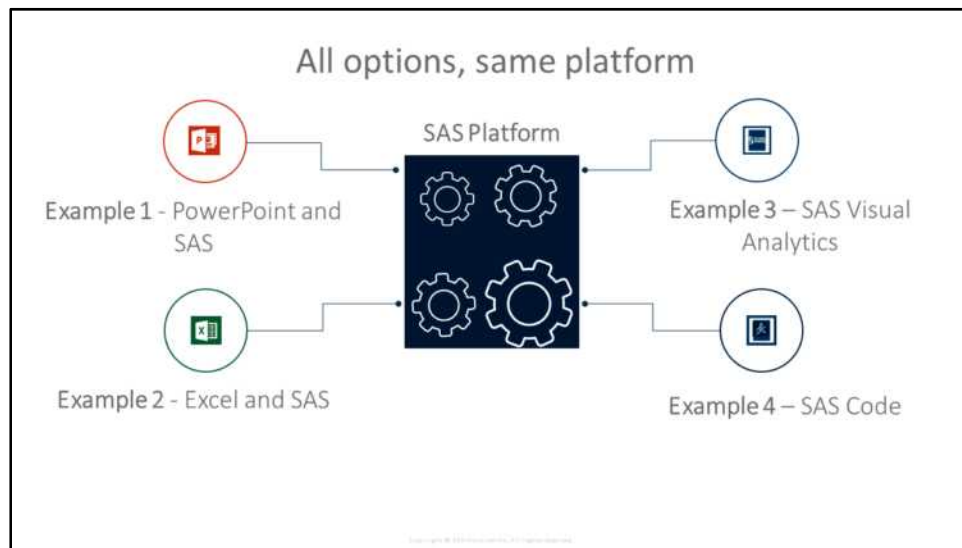 All options, same platform
SAS Platform
Example 1 - PowerPoint and
SAS
Example 2 - Excel and SAS
Example 3 – SAS Visual
Analytics
Example 4 – SAS Code